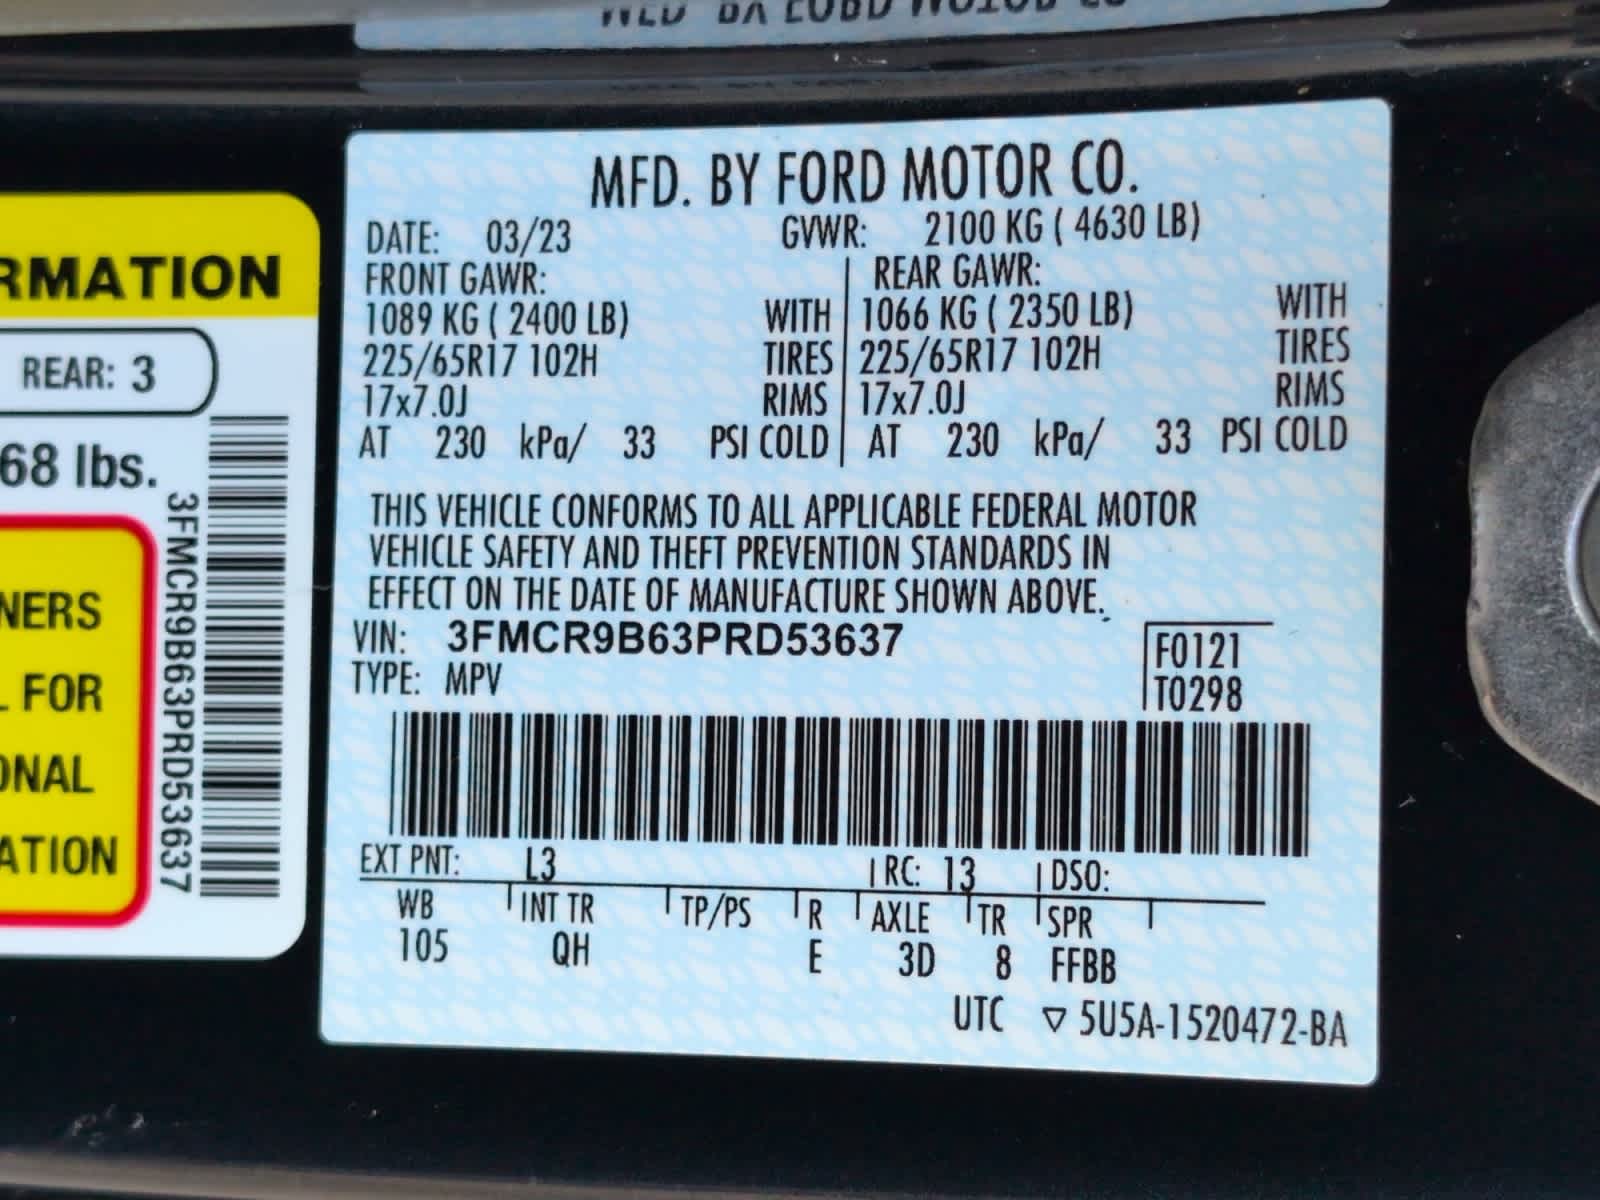 MFD. BY FORD MOTOR CO.
DATE: 03/23 GVWR: 2100 KG ( 4630 LB)
FRONT GAWR: REAR GAWR:
1089 KG ( 2400 LB) WITH 1066 KG ( 2350 LB) WITH
225/65R17 102H TIRES 225/65R17 102H TIRES
17x7.0J RIMS 17x7.0J RIMS
AT 230 kPa/ 33 PSI COLD AT 230 kPa/ 33 PSI COLD
THIS VEHICLE CONFORMS TO ALL APPLICABLE FEDERAL MOTOR
VEHICLE SAFETY AND THEFT PREVENTION STANDARDS IN
EFFECT ON THE DATE OF MANUFACTURE SHOWN ABOVE.
VIN: 3FMCR9B63PRD53637 F0121
TYPE: MPV T0298
EXT PNT: L3 RC: 13 DSO:
WB INT TR TP/PS R AXLE TR SPR
105 QH E 3D 8 FFBB
UTC ▽ 5U5A-1520472-BA
RMATION
REAR: 3
68 lbs.
3FMCR9B63PRD53637
NERS
L FOR
ONAL
ATION